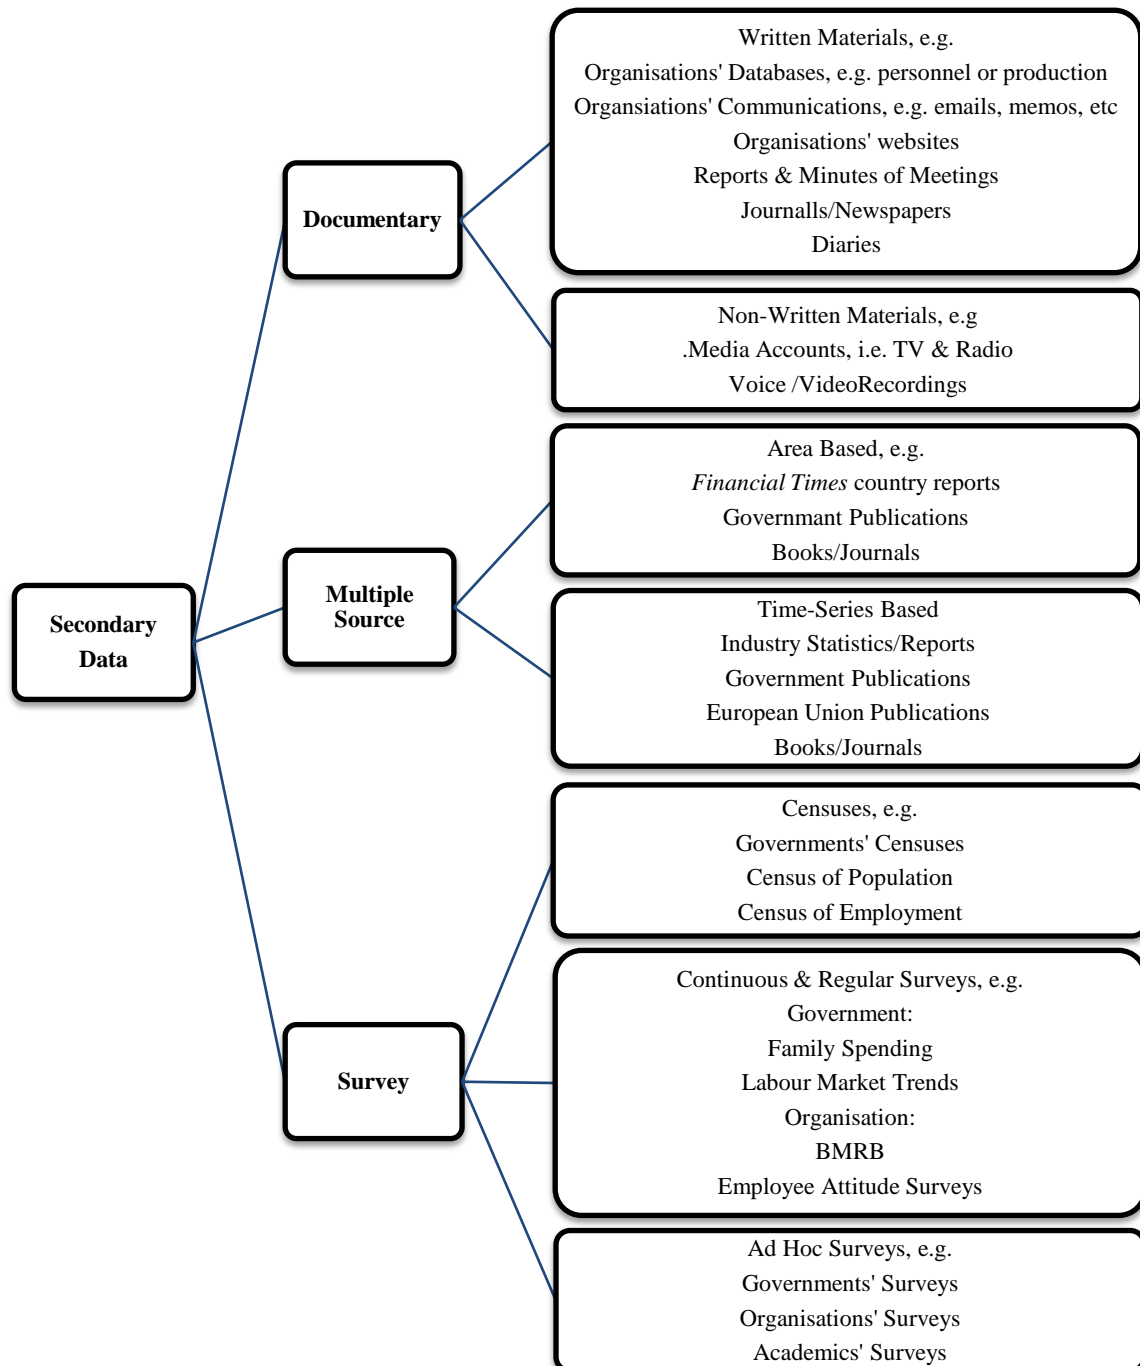 Secondary
Data
Documentary
Written Materials, e.g.
Organisations' Databases, e.g. personnel or production
Organsiations' Communications, e.g. emails, memos, etc
Organisations' websites
Reports & Minutes of Meetings
Journalls/Newspapers
Diaries
Non-Written Materials, e.g
.Media Accounts, i.e. TV & Radio
Voice /VideoRecordings
Multiple
Source
Area Based, e.g.
Financial Times country reports
Governmant Publications
Books/Journals
Time-Series Based
Industry Statistics/Reports
Government Publications
European Union Publications
Books/Journals
Survey
Censuses, e.g.
Governments' Censuses
Census of Population
Census of Employment
Continuous & Regular Surveys, e.g.
Government:
Family Spending
Labour Market Trends
Organisation:
BMRB
Employee Attitude Surveys
Ad Hoc Surveys, e.g.
Governments' Surveys
Organisations' Surveys
Academics' Surveys